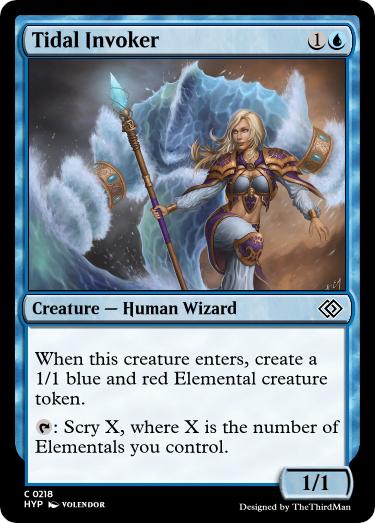 Tidal Invoker 1
Creature — Human Wizard
When this creature enters, create a
1/1 blue and red Elemental creature
token.
: Scry X, where X is the number of
Elementals you control.
1/1
C 0218
HYP VOLENDOR
Designed by TheThirdMan